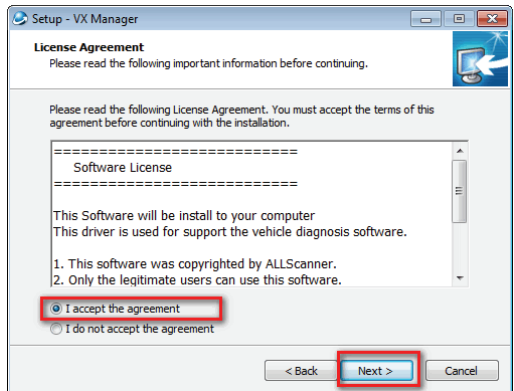 Setup - VX Manager
License Agreement
Please read the following important information before continuing.
Please read the following License Agreement. You must accept the terms of this
agreement before continuing with the installation.
===========================
Software License
===========================
This Software will be install to your computer
This driver is used for support the vehicle diagnosis software.
1. This software was copyrighted by ALLScanner.
2. Only the legitimate users can use this software.
I accept the agreement
I do not accept the agreement
< Back
Next >
Cancel